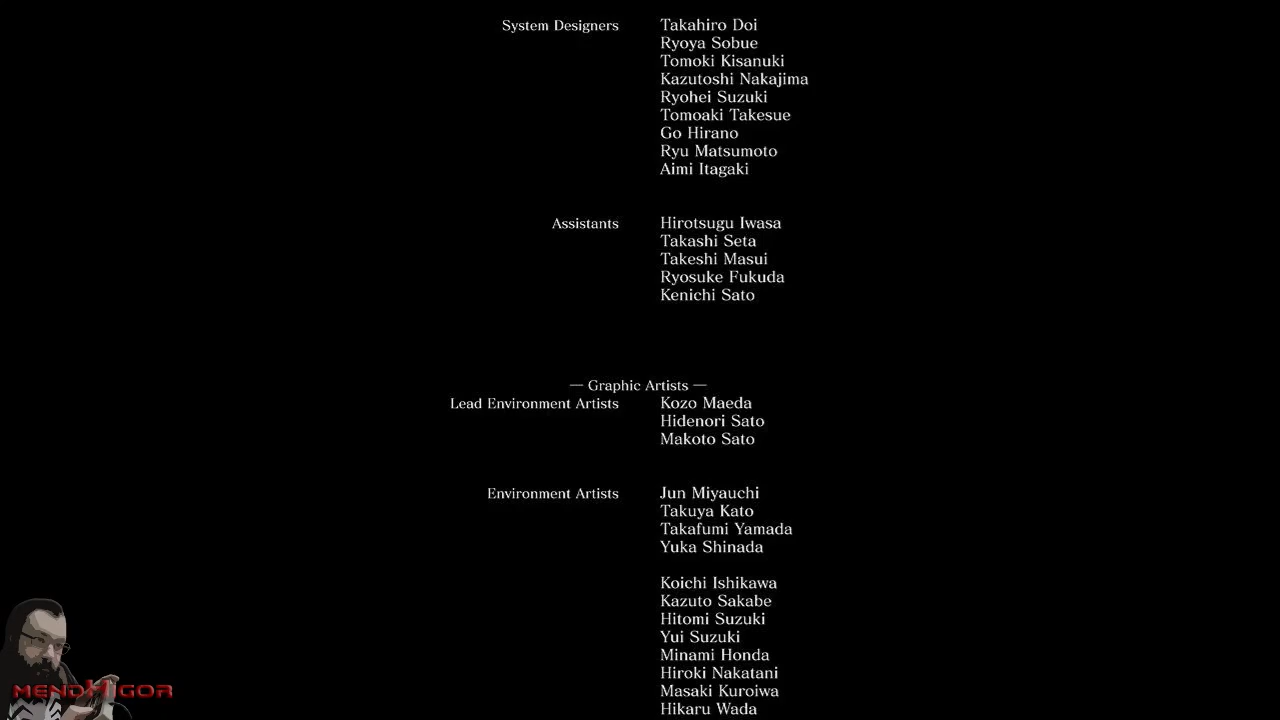 System Designers Takahiro Doi
Ryoya Sobue
Tomoki Kisanuki
Kazutoshi Nakajima
Ryohei Suzuki
Tomoaki Takesue
Go Hirano
Ryu Matsumoto
Aimi Itagaki
Assistants Hirotsugu Iwasa
Takashi Seta
Takeshi Masui
Ryosuke Fukuda
Kenichi Sato
— Graphic Artists —
Lead Environment Artists Kozo Maeda
Hidenori Sato
Makoto Sato
Environment Artists Jun Miyauchi
Takuya Kato
Takafumi Yamada
Yuka Shinada
Koichi Ishikawa
Kazuto Sakabe
Hitomi Suzuki
Yui Suzuki
Minami Honda
Hiroki Nakatani
Masaki Kuroiwa
Hikaru Wada